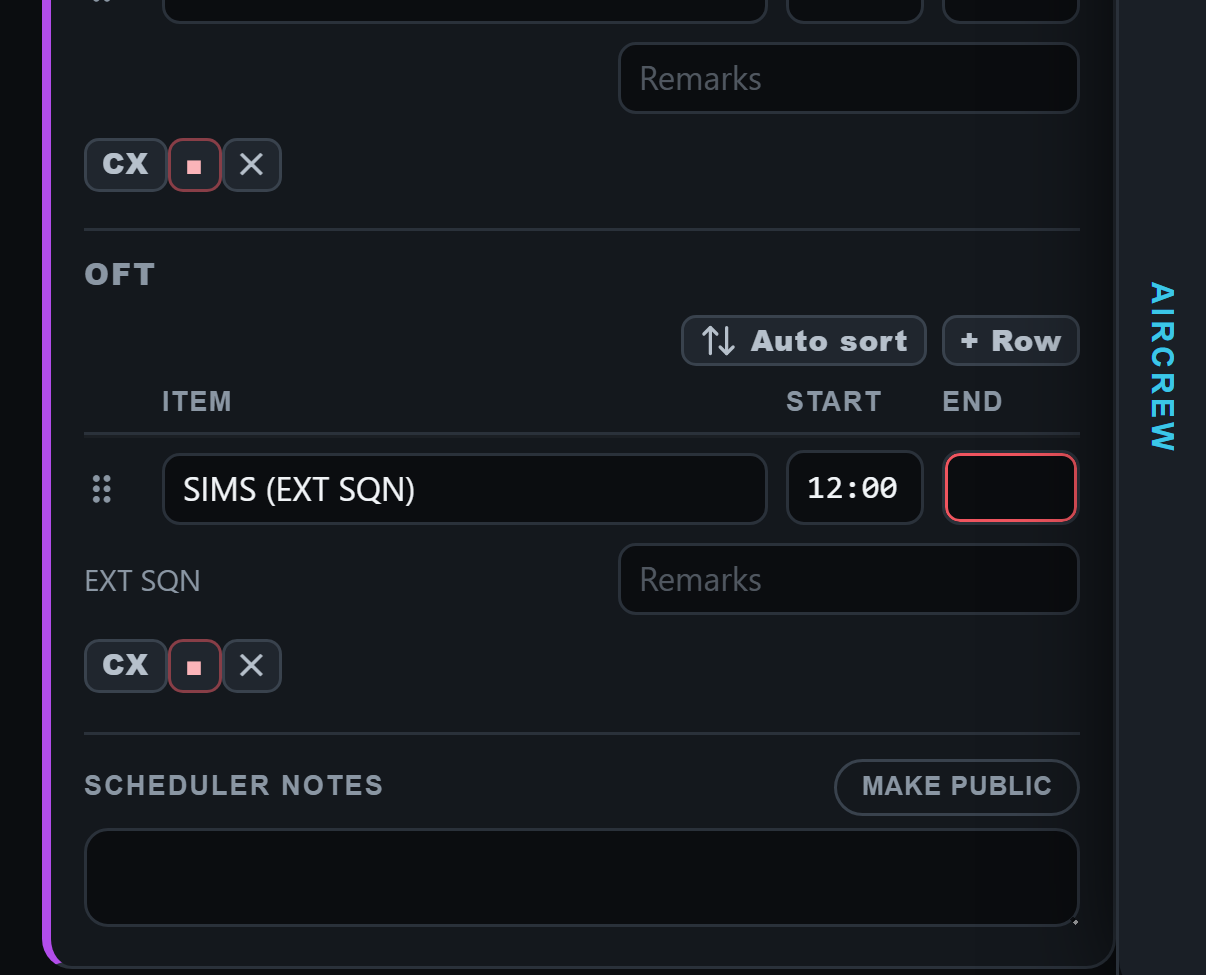 Remarks
CX
OFT
Auto sort + Row
ITEM START END
SIMS (EXT SQN) 12:00
EXT SQN Remarks
CX
SCHEDULER NOTES MAKE PUBLIC
AIRCREW